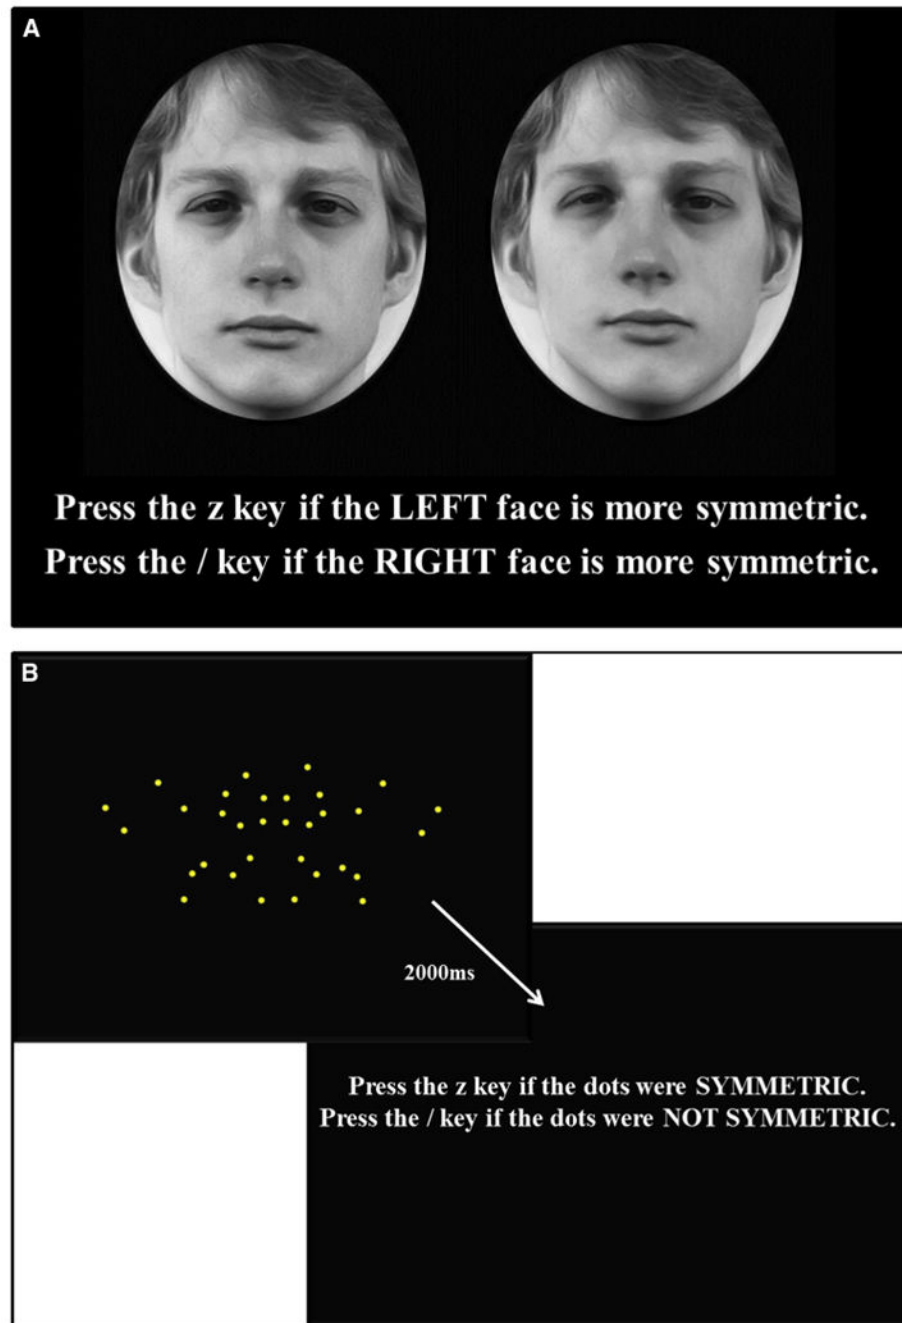 A
Press the z key if the LEFT face is more symmetric.
Press the / key if the RIGHT face is more symmetric.
B
2000ms
Press the z key if the dots were SYMMETRIC.
Press the / key if the dots were NOT SYMMETRIC.